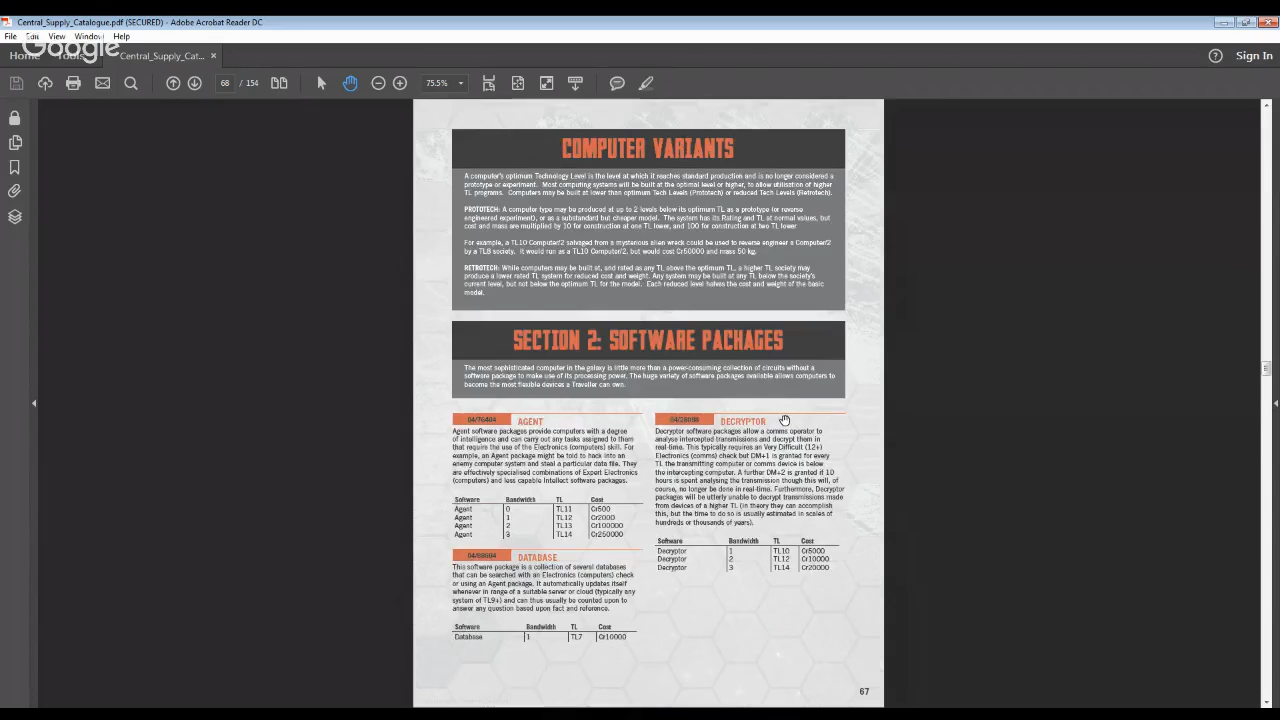 Central_Supply_Catalogue.pdf (SECURED) - Adobe Acrobat Reader DC
File Edit View Window Help
Google
Home Tools Central_Supply_Cat... Sign In
68 / 154 75.5%
COMPUTER VARIANTS
A computer's optimum Technology Level is the level at which it reaches standard production and is no longer considered a
prototype or experiment. Most computing systems will be built at the optimal level or higher, to allow utilisation of higher
TL programs. Computers may be built at lower than optimum Tech Levels (Prototech) or reduced Tech Levels (Retrotech).
PROTOTECH: A computer type may be produced at up to 2 levels below its optimum TL as a prototype (or reverse
engineered experiment), or as a substandard but cheaper model. The system has its Rating and TL at normal values, but
cost and mass are multiplied by 10 for construction at one TL lower, and 100 for construction at two TL lower
For example, a TL10 Computer/2 salvaged from a mysterious alien wreck could be used to reverse engineer a Computer/2
by a TL8 society. It would run as a TL10 Computer/2, but would cost Cr50000 and mass 50 kg.
RETROTECH: While computers may be built at, and rated as any TL above the optimum TL, a higher TL society may
produce a lower rated TL system for reduced cost and weight. Any system may be built at any TL below the society's
current level, but not below the optimum TL for the model. Each reduced level halves the cost and weight of the basic
model.
SECTION 2: SOFTWARE PACKAGES
The most sophisticated computer in the galaxy is little more than a power-consuming collection of circuits without a
software package to make use of its processing power. The huge variety of software packages available allows computers to
become the most flexible devices a Traveller can own.
04/76404 AGENT
Agent software packages provide computers with a degree
of intelligence and can carry out any tasks assigned to them
that require the use of the Electronics (computers) skill. For
example, an Agent package might be told to hack into an
enemy computer system and steal a particular data file. They
are effectively specialised combinations of Expert Electronics
(computers) and less capable Intellect software packages.
Software Bandwidth TL Cost
Agent 0 TL11 Cr500
Agent 1 TL12 Cr2000
Agent 2 TL13 Cr100000
Agent 3 TL14 Cr250000
DATABASE
This software package is a collection of several databases
that can be searched with an Electronics (computers) check
or using an Agent package. It automatically updates itself
whenever in range of a suitable server or cloud (typically any
system of TL9+) and can thus usually be counted upon to
answer any question based upon fact and reference.
Software Bandwidth TL Cost
Database 1 TL7 Cr10000
DECRYPTOR
Decryptor software packages allow a comms operator to
analyse intercepted transmissions and decrypt them in
real-time. This typically requires an Very Difficult (12+)
Electronics (comms) check but DM+1 is granted for every
TL the transmitting computer or comms device is below
the intercepting computer. A further DM+2 is granted if 1D
hours is spent analysing the transmission though this will, of
course, no longer be done in real-time. Furthermore, Decryptor
packages will be utterly unable to decrypt transmissions made
from devices of a higher TL (in theory they can accomplish
this, but the time to do so is usually estimated in scales of
hundreds or thousands of years).
Software Bandwidth TL Cost
Decryptor 1 TL10 Cr5000
Decryptor 2 TL12 Cr10000
Decryptor 3 TL14 Cr20000
67